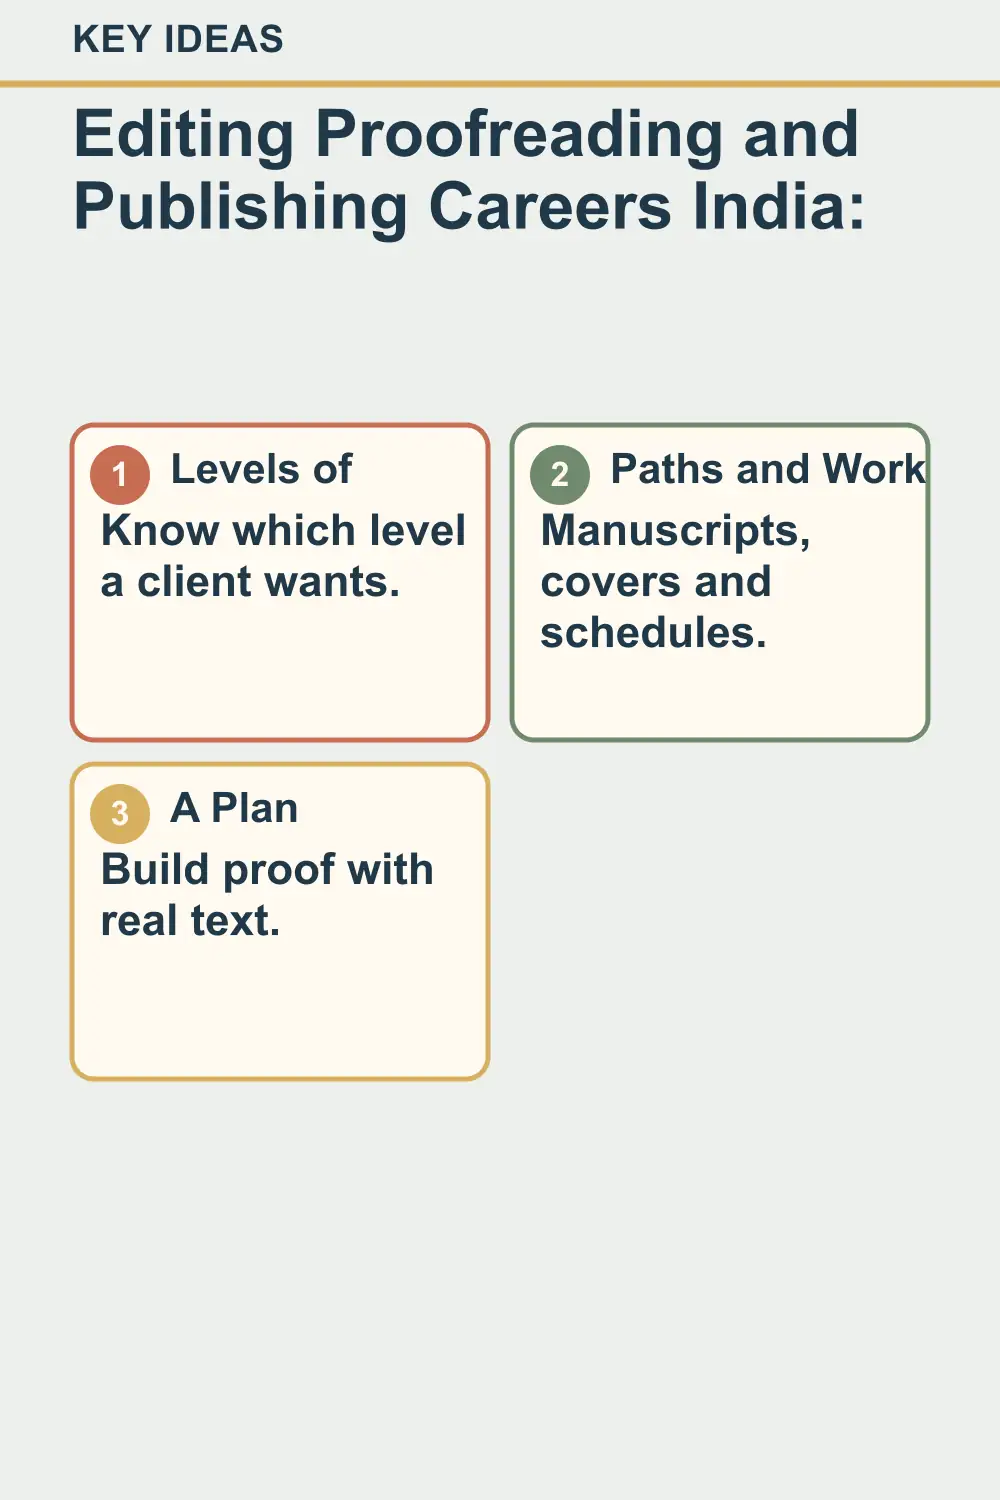 KEY IDEAS
Editing Proofreading and
Publishing Careers India:
1 Levels of
Know which level
a client wants.
2 Paths and Work
Manuscripts,
covers and
schedules.
3 A Plan
Build proof with
real text.